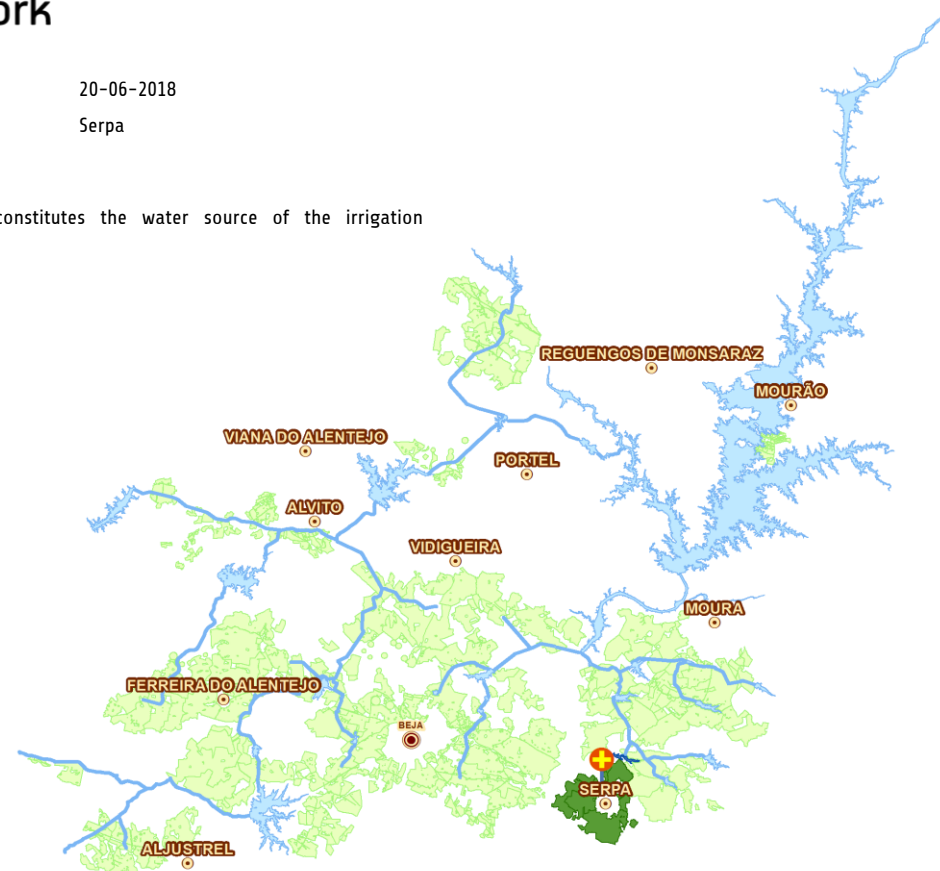 20-06-2018
Serpa
constitutes the water source of the irrigation
REGUENGOS DE MONSARAZ
MOURÃO
VIANA DO ALENTEJO
PORTEL
ALVITO
VIDIGUEIRA
MOURA
FERREIRA DO ALENTEJO
BEJA
SERPA
ALJUSTREL